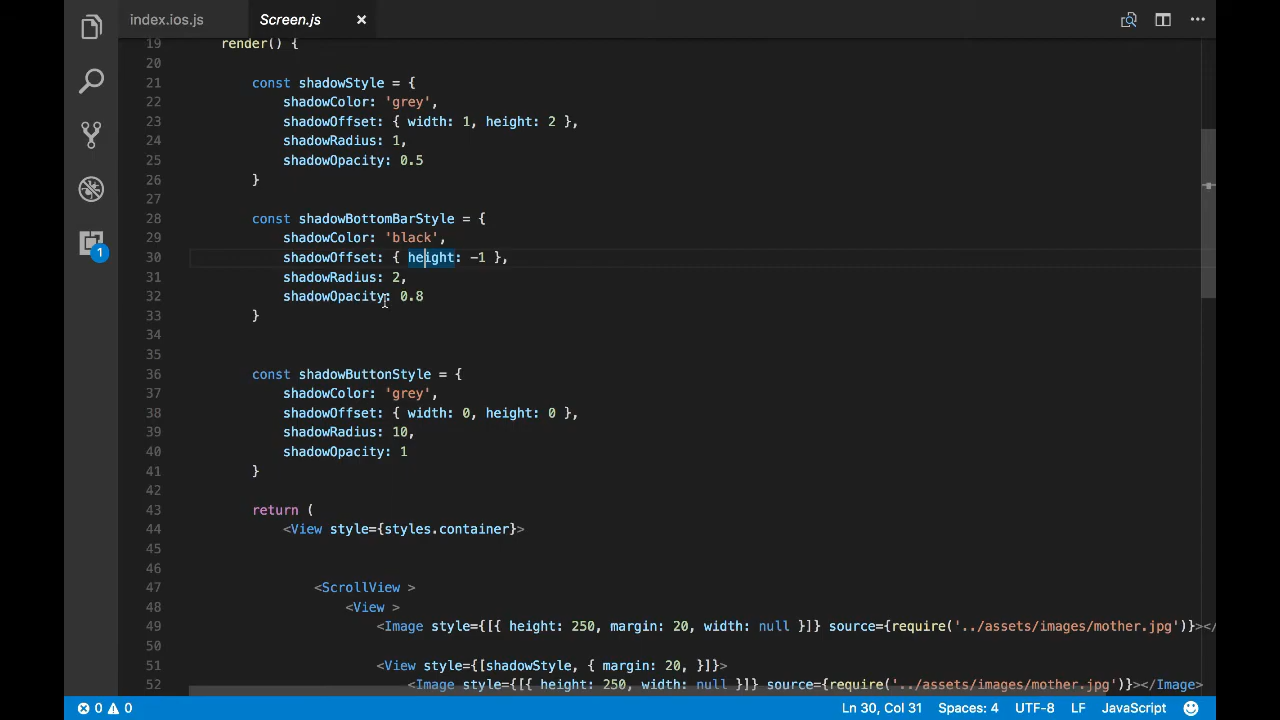 index.ios.js Screen.js
19 render() {
20
21 const shadowStyle = {
22 shadowColor: 'grey',
23 shadowOffset: { width: 1, height: 2 },
24 shadowRadius: 1,
25 shadowOpacity: 0.5
26 }
27
28 const shadowBottomBarStyle = {
29 shadowColor: 'black',
30 shadowOffset: { height: -1 },
31 shadowRadius: 2,
32 shadowOpacity: 0.8
33 }
34
35
36 const shadowButtonStyle = {
37 shadowColor: 'grey',
38 shadowOffset: { width: 0, height: 0 },
39 shadowRadius: 10,
40 shadowOpacity: 1
41 }
42
43 return (
44 <View style={styles.container}>
45
46
47 <ScrollView >
48 <View >
49 <Image style={[{ height: 250, margin: 20, width: null }]} source={require('../assets/images/mother.jpg')}></
50
51 <View style={[shadowStyle, { margin: 20, }]}>
52 <Image style={[{ height: 250, width: null }]} source={require('../assets/images/mother.jpg')}></Image>
1
0 0 Ln 30, Col 31 Spaces: 4 UTF-8 LF JavaScript